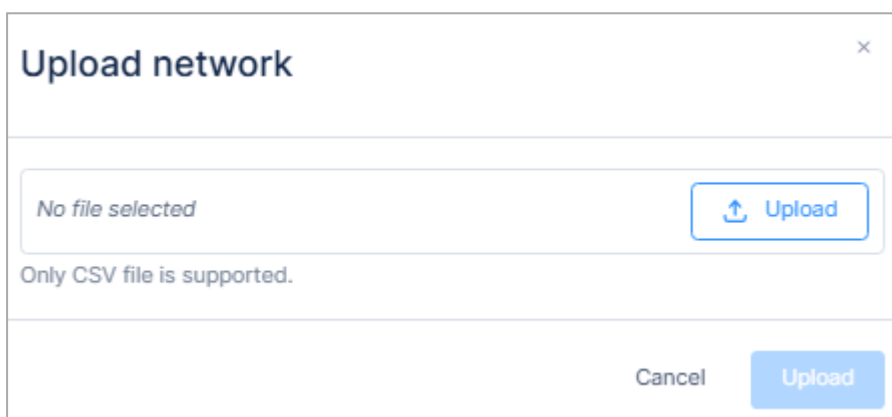 Upload network
×
No file selected
Upload
Only CSV file is supported.
Cancel
Upload